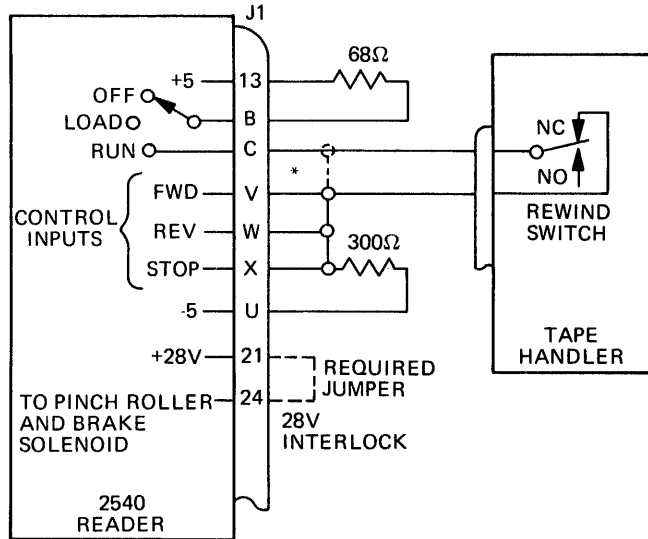 J1
+5 13 68Ω
OFF
LOAD B
RUN C NC
*
FWD V NO
CONTROL INPUTS
REV W REWIND SWITCH
STOP X 300Ω
-5 U
TAPE HANDLER
+28V 21 REQUIRED JUMPER
TO PINCH ROLLER AND BRAKE SOLENOID 24
28V INTERLOCK
2540 READER